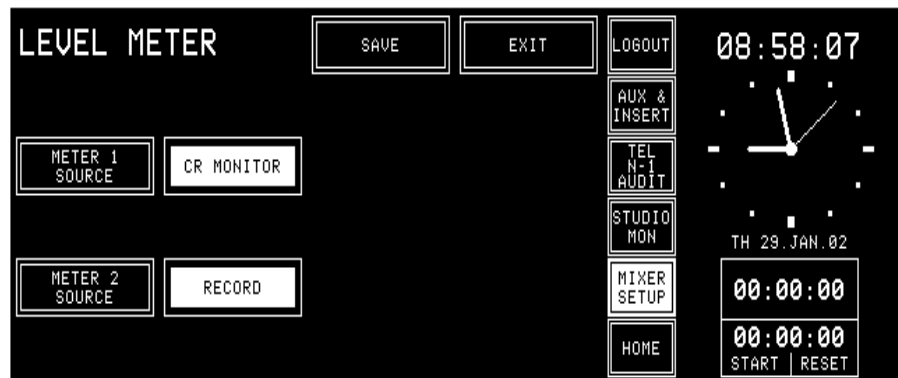 LEVEL METER
SAVE
EXIT
METER 1
SOURCE
CR MONITOR
METER 2
SOURCE
RECORD
LOGOUT
AUX &
INSERT
TEL
N-1
AUDIT
STUDIO
MON
MIXER
SETUP
HOME
08:58:07
TH 29.JAN.02
00:00:00
00:00:00
START | RESET